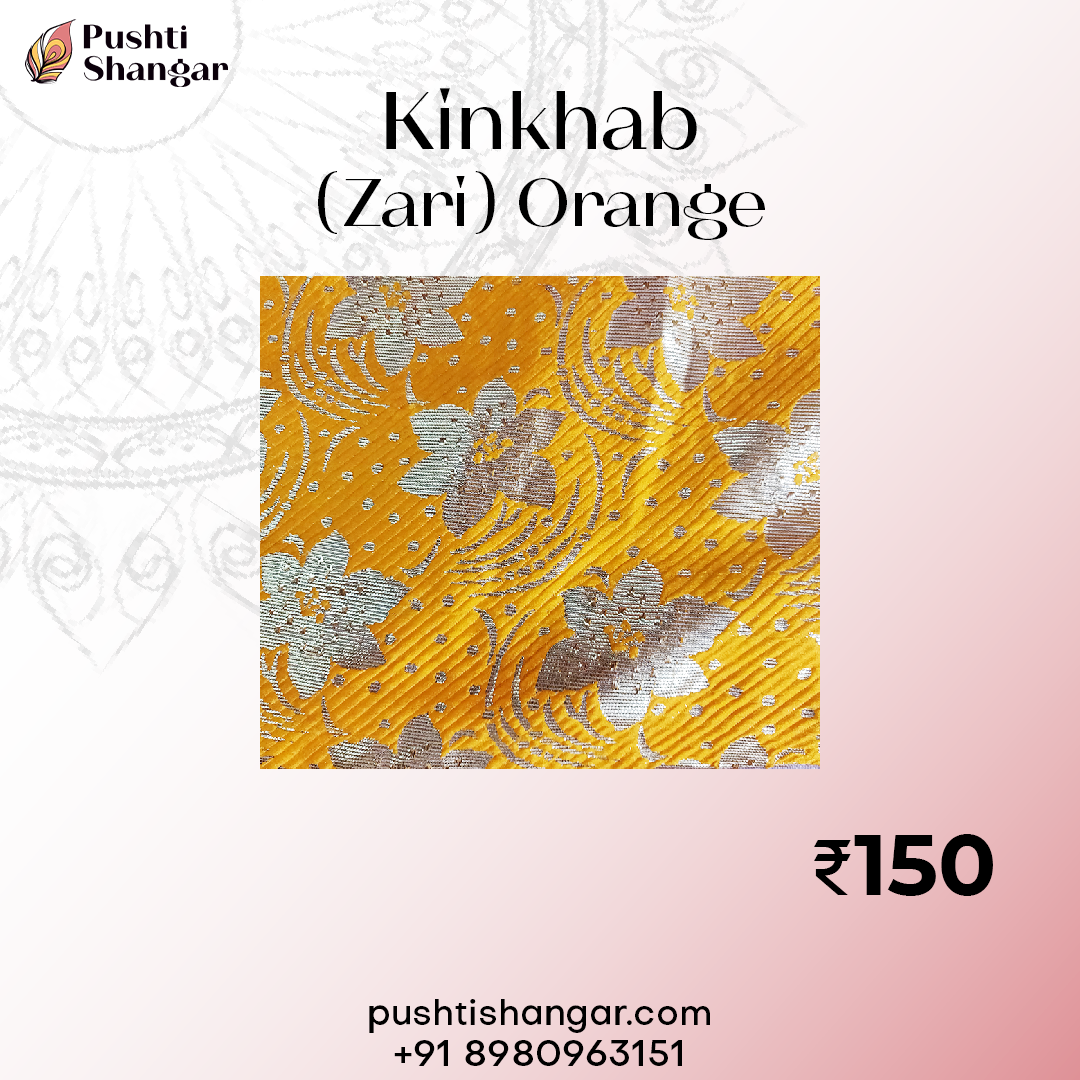 Pushti
Shangar
Kinkhab
(Zari) Orange
₹150
pushtishangar.com
+91 8980963151